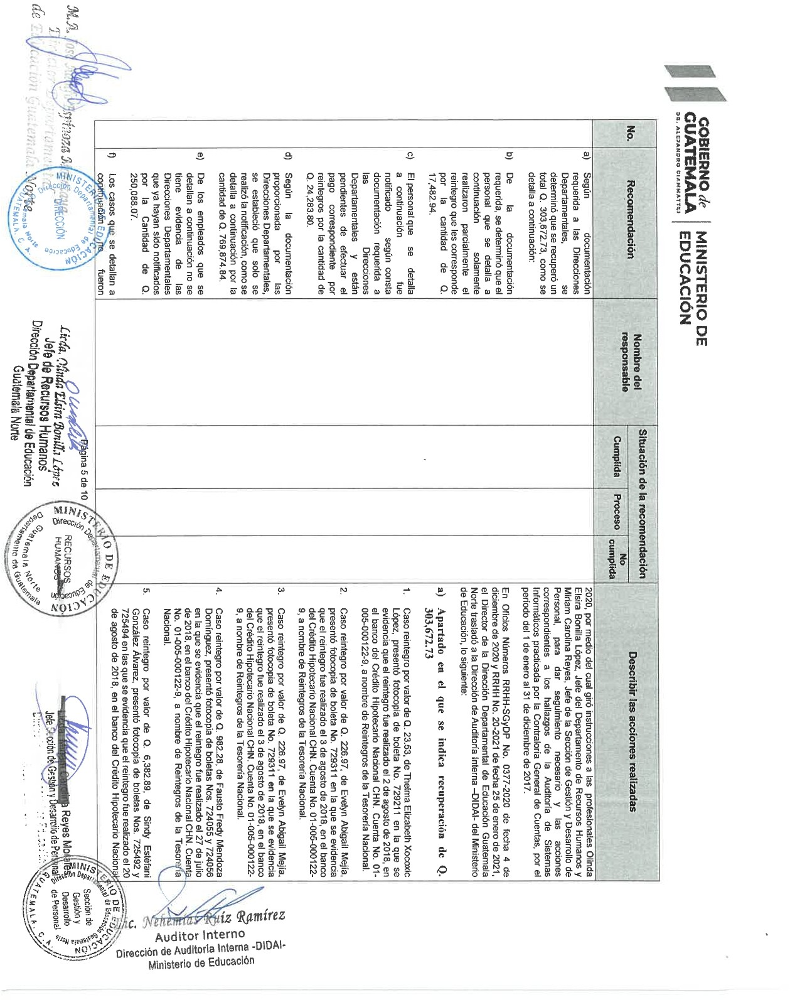 GOBIERNO de
GUATEMALA
DR. ALEJANDRO GIAMMATTEI
MINISTERIO DE
EDUCACIÓN
No.
Recomendación
Nombre del
responsable
Situación de la recomendación
Cumplida
Proceso
No
cumplida
Describir las acciones realizadas
a) Según documentación
requerida a las Direcciones
Departamentales, se
determinó que se recuperó un
total Q. 303,672.73, como se
detalla a continuación:
b) De la documentación
requerida, se determinó que el
personal que se detalla a
continuación solamente
realizaron parcialmente el
reintegro que les corresponde
por la cantidad de Q.
17,482.94.
c) El personal que se detalla
a continuación fue
notificado según consta
documentación requerida a
las Direcciones
Departamentales y están
pendientes de efectuar el
pago correspondiente por
reintegros por la cantidad de
Q. 24,283.80.
d) Según la documentación
proporcionada por las
Direcciones Departamentales,
se estableció que solo se
realizó la notificación, como se
detalla a continuación por la
cantidad de Q. 769,874.84.
e) De los empleados que se
detallan a continuación no se
tiene evidencia de las
Direcciones Departamentales
que ya hayan sido notificados
por la Cantidad de Q.
250,088.07.
f) Los casos que se detallan a
continuación no fueron
2020, por medio del cual giró instrucciones a las profesionales Olinda
Elsira Bonilla López, Jefe del Departamento de Recursos Humanos y
Miriam Carolina Reyes, Jefe de la Sección de Gestión y Desarrollo de
Personal, para dar seguimiento necesario y las acciones
correspondientes a los hallazgos de la Auditoría de Sistemas
Informáticos practicada por la Contraloría General de Cuentas, por el
período del 1 de enero al 31 de diciembre de 2017.
En Oficios Números RRHH-SGyDP No. 0377-2020 de fecha 4 de
diciembre de 2020 y RRHH No. 20-2021 de fecha 25 de enero de 2021,
el Director de la Dirección Departamental de Educación Guatemala
Norte trasladó a la Dirección de Auditoría Interna –DIDAI- del Ministerio
de Educación, lo siguiente:
a) Apartado en el que se indica recuperación de Q.
303,672.73
1. Caso reintegro por valor de Q. 23.53, de Thelma Elizabeth Xocoxic
López, presentó fotocopia de boleta No. 729211 en la que se
evidencia que el reintegro fue realizado el 2 de agosto de 2018, en
el banco del Crédito Hipotecario Nacional CHN. Cuenta No. 01-
005-000122-9, a nombre de Reintegros de la Tesorería Nacional.
2. Caso reintegro por valor de Q. 226.97, de Evelyn Abigail Mejía,
presentó fotocopia de boleta No. 729311 en la que se evidencia
que el reintegro fue realizado el 3 de agosto de 2018, en el banco
del Crédito Hipotecario Nacional CHN. Cuenta No. 01-005-000122-
9, a nombre de Reintegros de la Tesorería Nacional.
3. Caso reintegro por valor de Q. 226.97, de Evelyn Abigail Mejía,
presentó fotocopia de boleta No. 729311 en la que se evidencia
que el reintegro fue realizado el 3 de agosto de 2018, en el banco
del Crédito Hipotecario Nacional CHN. Cuenta No. 01-005-000122-
9, a nombre de Reintegros de la Tesorería Nacional.
4. Caso reintegro por valor de Q. 982.28, de Fausto Fredy Mendoza
Domínguez, presentó fotocopia de boletas Nos. 724055 y 724056
en la que se evidencia que el reintegro fue realizado el 27 de julio
de 2018, en el banco del Crédito Hipotecario Nacional CHN. Cuenta
No. 01-005-000122-9, a nombre de Reintegros de la Tesorería
Nacional.
5. Caso reintegro por valor de Q. 6,382.89, de Sindy Estéfani
González Álvarez, presentó fotocopia de boletas Nos. 725492 y
725494 en las que se evidencia que el reintegro fue realizado el 20
de agosto de 2018, en el banco del Crédito Hipotecario Nacional
Página 5 de 10
M.A. José
Director Departamental
de Educación Guatemala Norte
MINISTERIO DE EDUCACIÓN
Dirección Departamental de Educación
DIRECCIÓN
Guatemala Norte
GUATEMALA, C. A.
Licda. Olinda Elsira Bonilla López
Jefe de Recursos Humanos
Dirección Departamental de Educación
Guatemala Norte
MINISTERIO DE EDUCACIÓN
Dirección Departamental de Educación
RECURSOS
HUMANOS
Guatemala Norte
Departamento de Guatemala
Licda. Miriam Carolina Reyes
Jefe Sección de Gestión y Desarrollo de Personal
MINISTERIO DE EDUCACIÓN
Dirección Departamental de Educación Guatemala Norte
Sección de
Gestión y
Desarrollo
de Personal
GUATEMALA, C.A.
Lic. Nehemías Ruíz Ramírez
Auditor Interno
Dirección de Auditoria Interna -DIDAI-
Ministerio de Educación